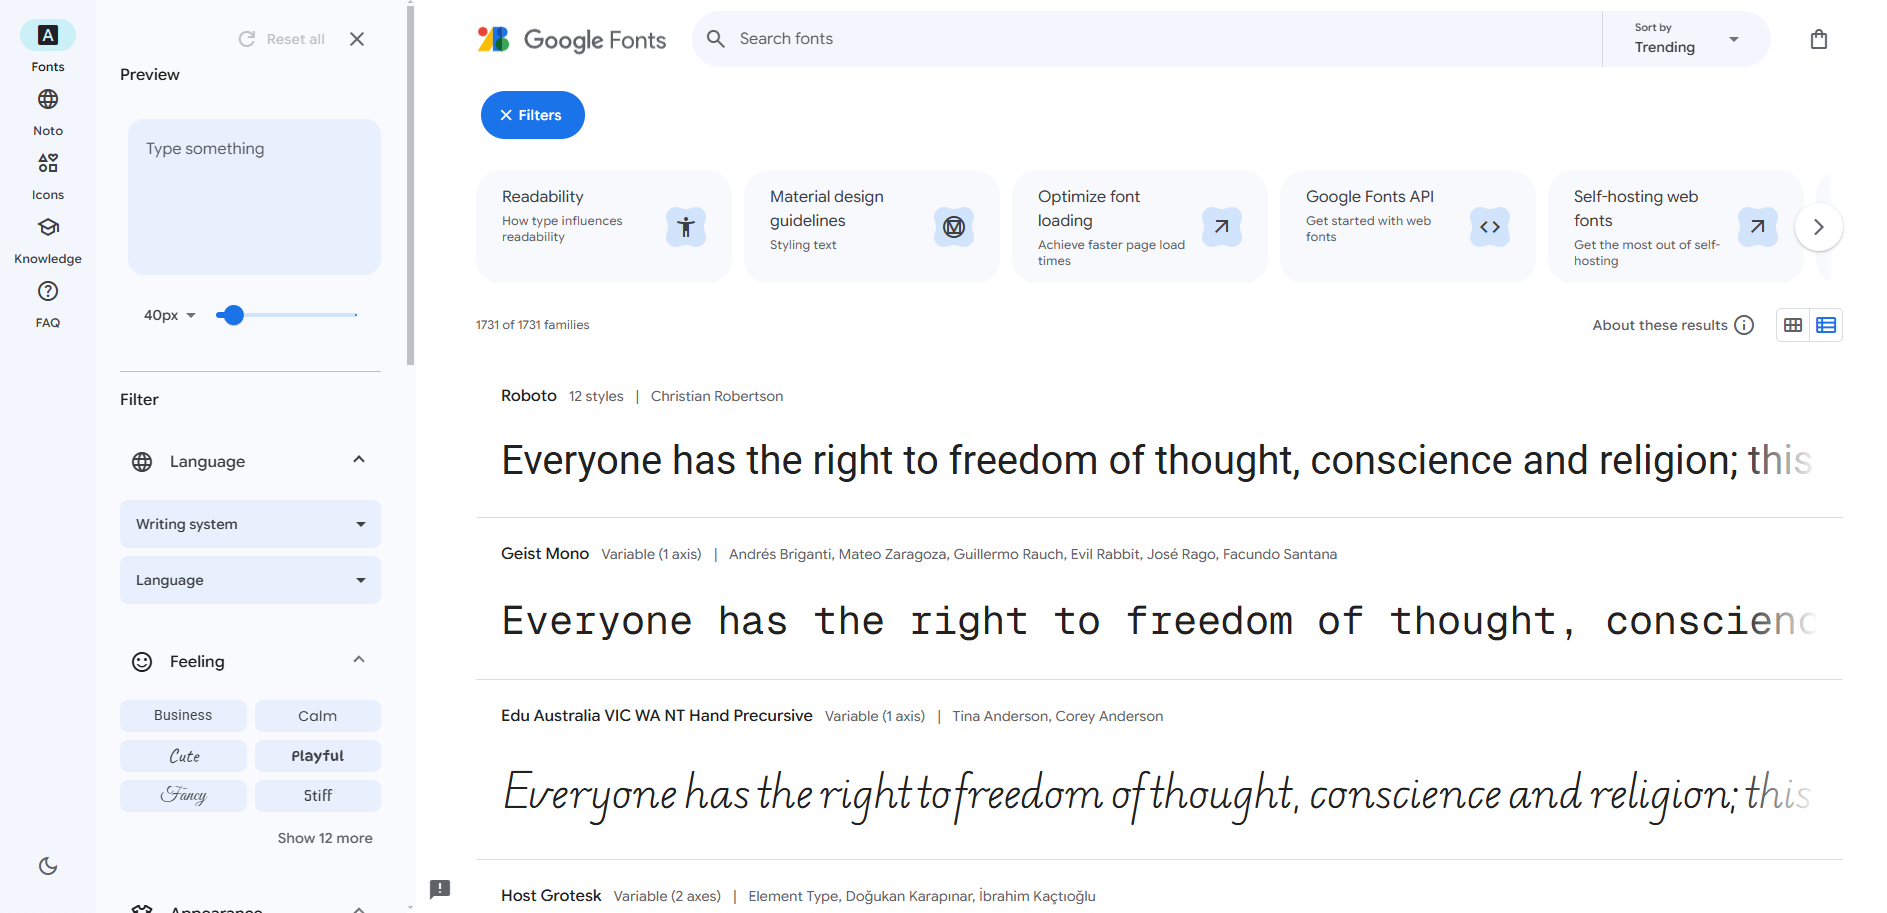 A
Fonts
Noto
Icons
Knowledge
FAQ
Reset all
Preview
Type something
40px
Filter
Language
Writing system
Language
Feeling
Business
Calm
Cute
Playful
Fancy
Stiff
Show 12 more
Appearance
Google Fonts
Search fonts
Sort by
Trending
Filters
Readability
How type influences
readability
Material design
guidelines
Styling text
Optimize font
loading
Achieve faster page load
times
Google Fonts API
Get started with web
fonts
Self-hosting web
fonts
Get the most out of self-
hosting
1731 of 1731 families
About these results
Roboto 12 styles | Christian Robertson
Everyone has the right to freedom of thought, conscience and religion; this
Geist Mono Variable (1 axis) | Andrés Briganti, Mateo Zaragoza, Guillermo Rauch, Evil Rabbit, José Rago, Facundo Santana
Everyone has the right to freedom of thought, conscienc
Edu Australia VIC WA NT Hand Precursive Variable (1 axis) | Tina Anderson, Corey Anderson
Everyone has the right to freedom of thought, conscience and religion; this
Host Grotesk Variable (2 axes) | Element Type, Doğukan Karapınar, İbrahim Kaçtıoğlu